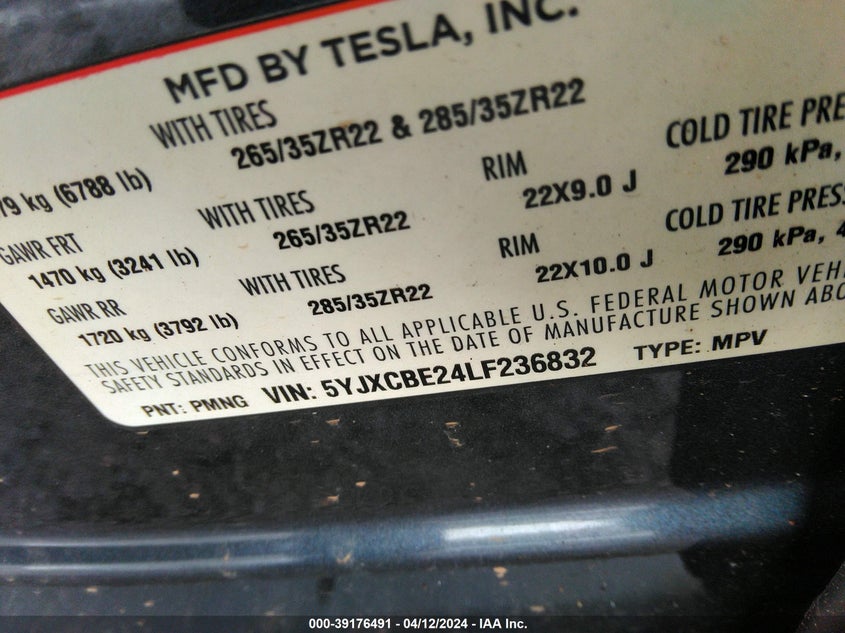 MFD BY TESLA, INC.
WITH TIRES
265/35ZR22 & 285/35ZR22
RIM
22X9.0 J
COLD TIRE PRE
290 kPa,
79 kg (6788 lb)
GAWR FRT
1470 kg (3241 lb)
WITH TIRES
265/35ZR22
RIM
22X10.0 J
COLD TIRE PRESS
290 kPa, 4
GAWR RR
1720 kg (3792 lb)
WITH TIRES
285/35ZR22
THIS VEHICLE CONFORMS TO ALL APPLICABLE U.S. FEDERAL MOTOR VEHI
SAFETY STANDARDS IN EFFECT ON THE DATE OF MANUFACTURE SHOWN ABO
PNT: PMNG VIN: 5YJXCBE24LF236832 TYPE: MPV
000-39176491 - 04/12/2024 - IAA Inc.